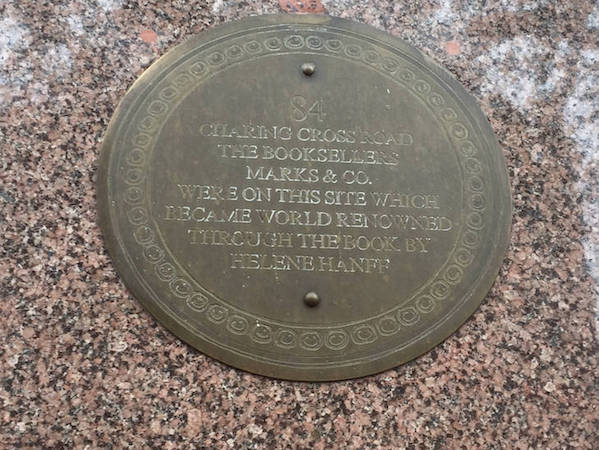 84
CHARING CROSS ROAD
THE BOOKSELLERS
MARKS & CO.
WERE ON THIS SITE WHICH
BECAME WORLD RENOWNED
THROUGH THE BOOK BY
HELENE HANFF